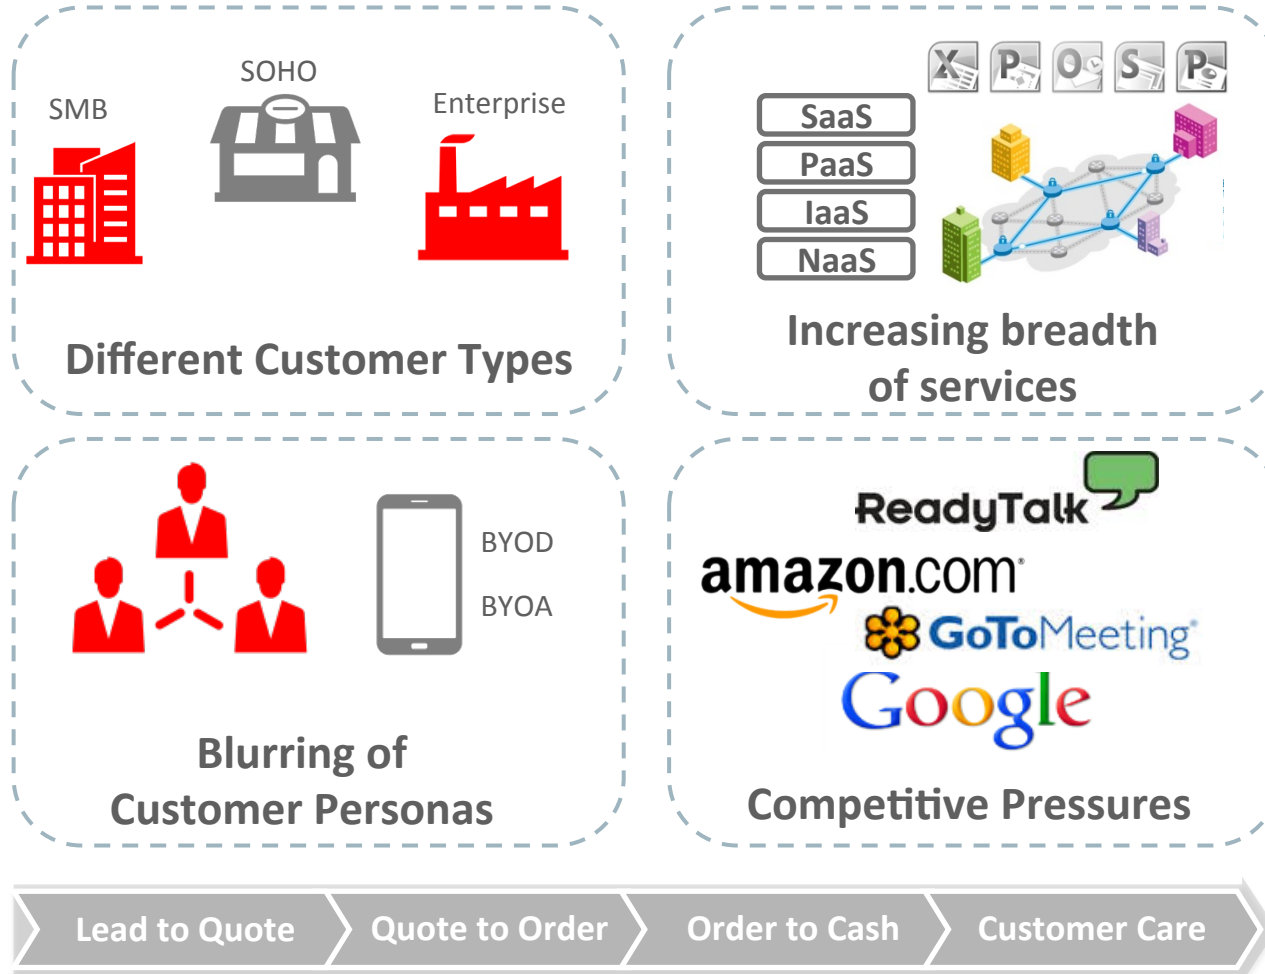 SMB
SOHO
Enterprise
Different Customer Types
X P O S P
SaaS
PaaS
IaaS
NaaS
Increasing breadth
of services
BYOD
BYOA
Blurring of
Customer Personas
ReadyTalk
amazon.com
GoToMeeting
Google
Competitive Pressures
Lead to Quote
Quote to Order
Order to Cash
Customer Care